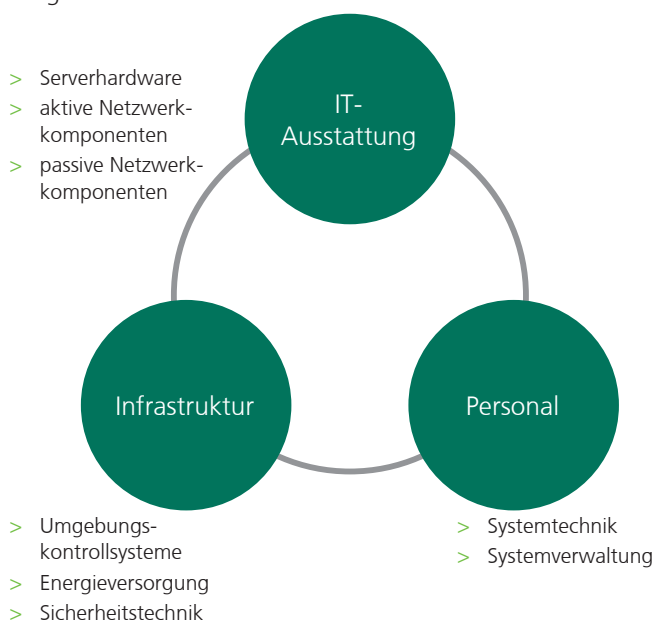 > Serverhardware
> aktive Netzwerk-
komponenten
> passive Netzwerk-
komponenten
IT-
Ausstattung
Infrastruktur
Personal
> Umgebungs-
kontrollsysteme
> Energieversorgung
> Sicherheitstechnik
> Systemtechnik
> Systemverwaltung